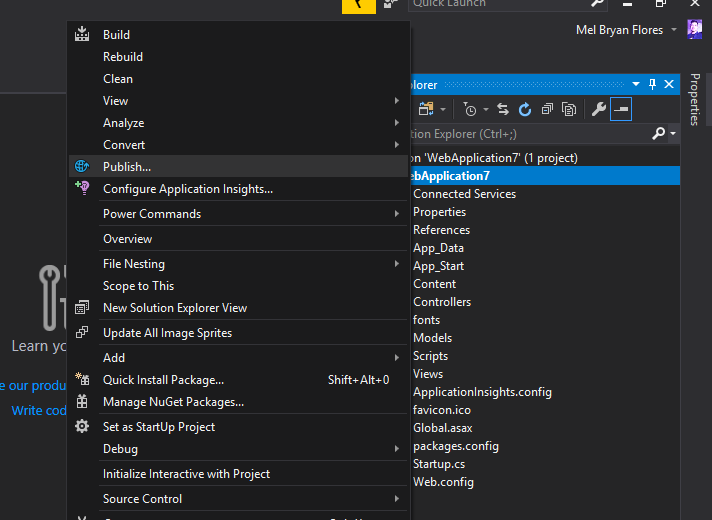 Quick Launch
Mel Bryan Flores
Build
Rebuild
Clean
View
Analyze
Convert
Publish...
Configure Application Insights...
Power Commands
Overview
File Nesting
Scope to This
New Solution Explorer View
Update All Image Sprites
Add
Quick Install Package... Shift+Alt+0
Manage NuGet Packages...
Set as StartUp Project
Debug
Initialize Interactive with Project
Source Control
Learn yo
e our produ
Write cod
lorer
tion Explorer (Ctrl+;)
on 'WebApplication7' (1 project)
ebApplication7
Connected Services
Properties
References
App_Data
App_Start
Content
Controllers
fonts
Models
Scripts
Views
ApplicationInsights.config
favicon.ico
Global.asax
packages.config
Startup.cs
Web.config
Properties